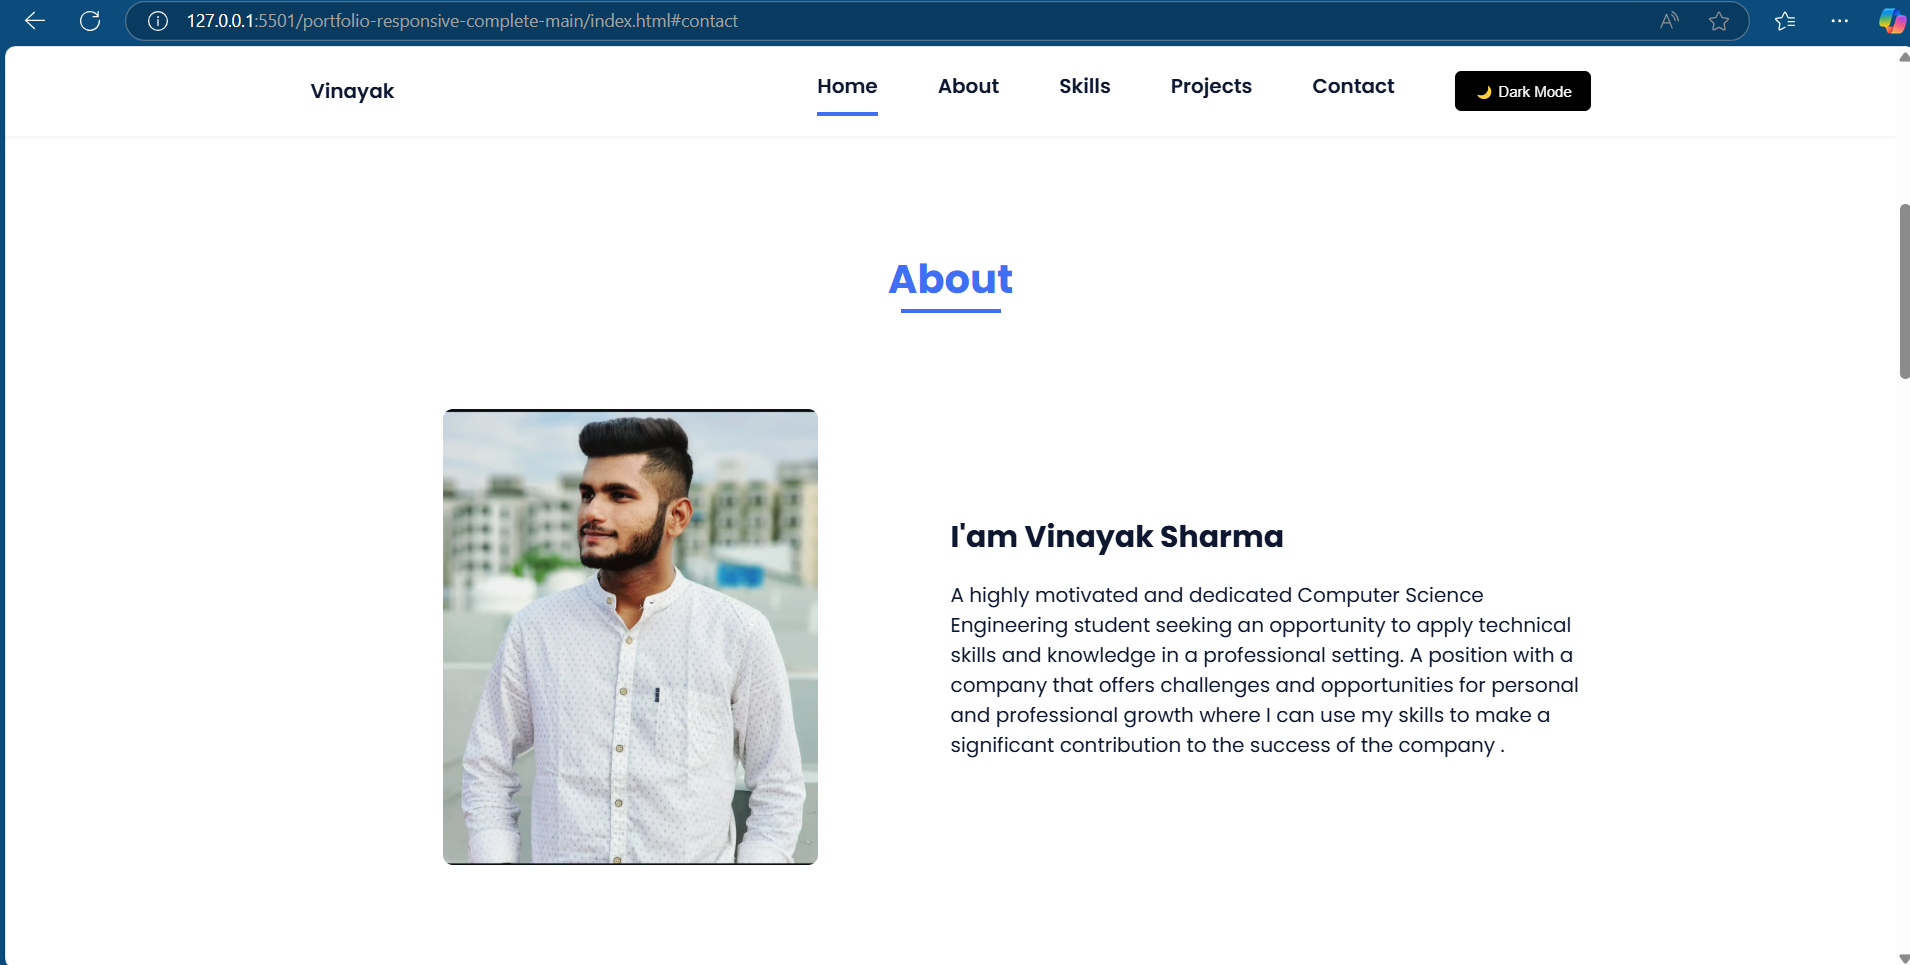 127.0.0.1:5501/portfolio-responsive-complete-main/index.html#contact
Vinayak
Home
About
Skills
Projects
Contact
🌙 Dark Mode
About
I'am Vinayak Sharma
A highly motivated and dedicated Computer Science
Engineering student seeking an opportunity to apply technical
skills and knowledge in a professional setting. A position with a
company that offers challenges and opportunities for personal
and professional growth where I can use my skills to make a
significant contribution to the success of the company .